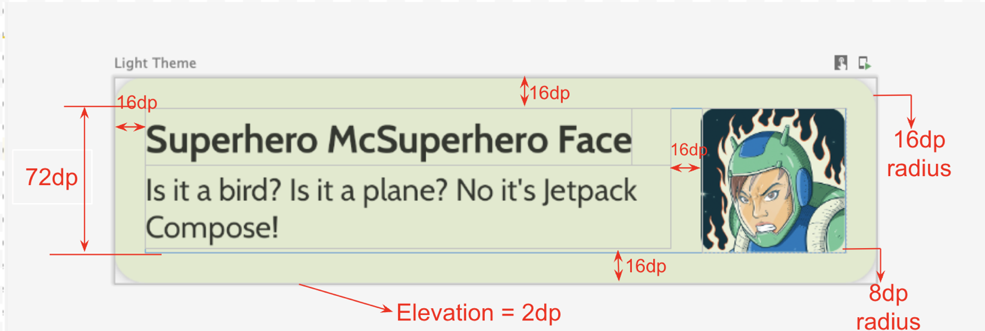 Light Theme
16dp
16dp
Superhero McSuperhero Face
16dp
16dp
radius
72dp
Is it a bird? Is it a plane? No it's Jetpack
Compose!
16dp
8dp
radius
Elevation = 2dp